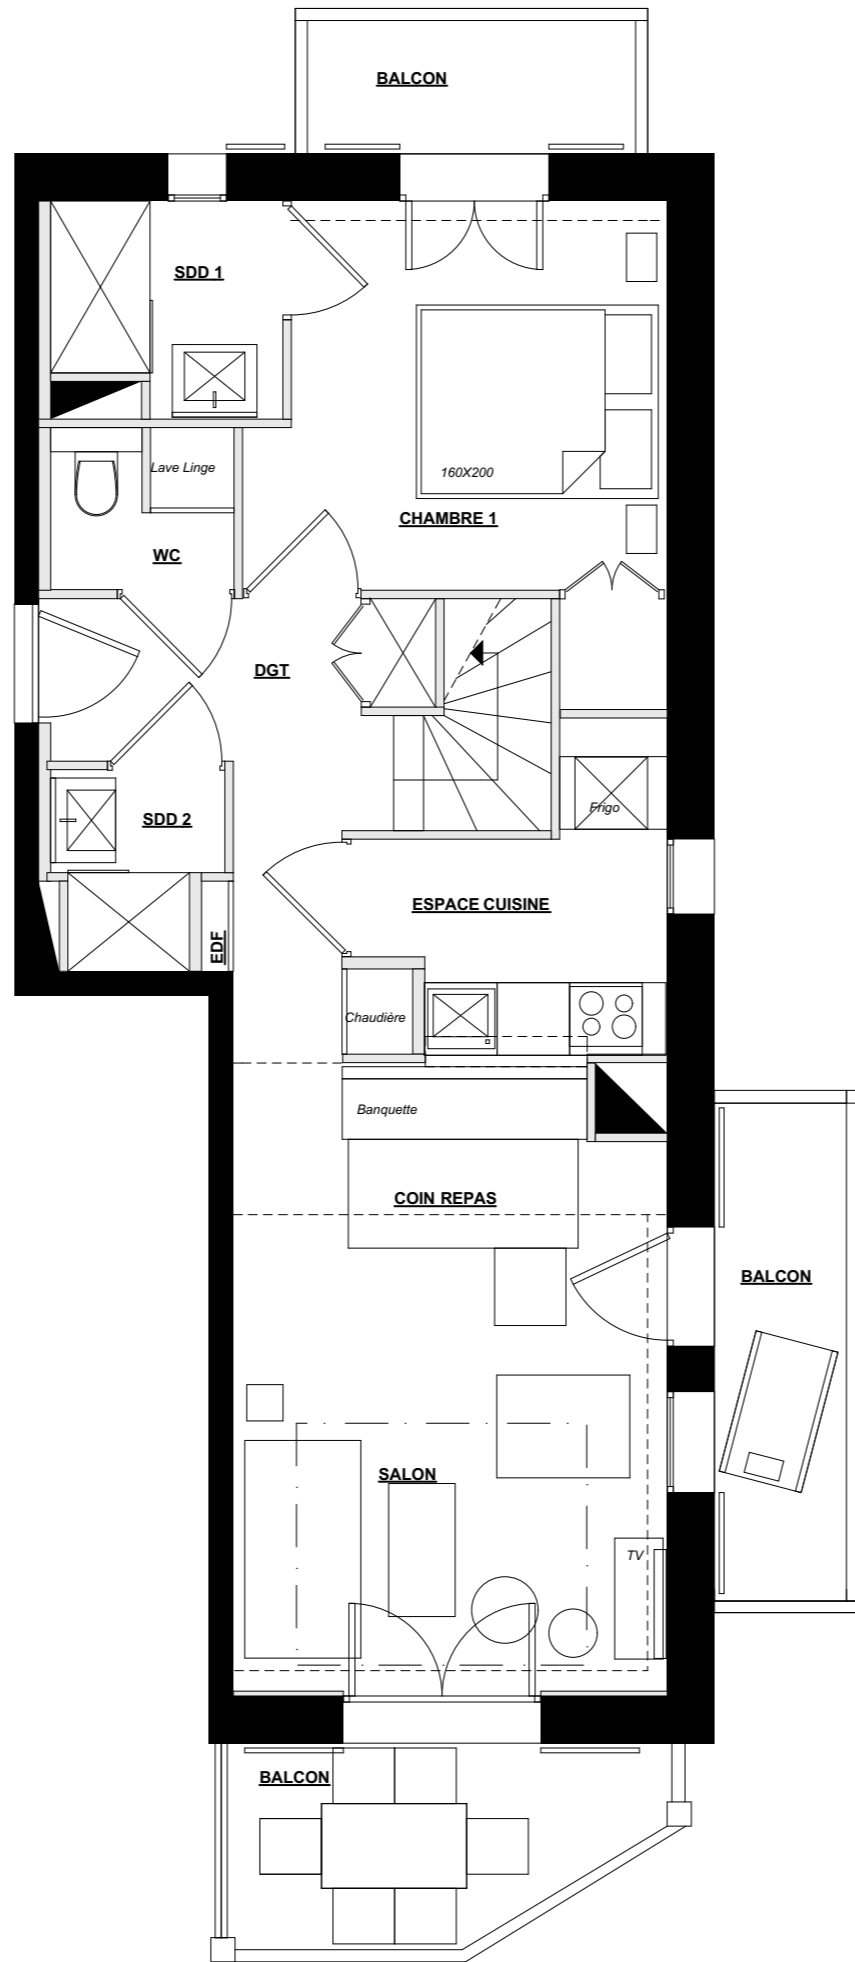 BALCON
SDD 1
Lave Linge
160X200
CHAMBRE 1
WC
DGT
Frigo
SDD 2
ESPACE CUISINE
EDF
Chaudière
Banquette
COIN REPAS
BALCON
SALON
TV
BALCON